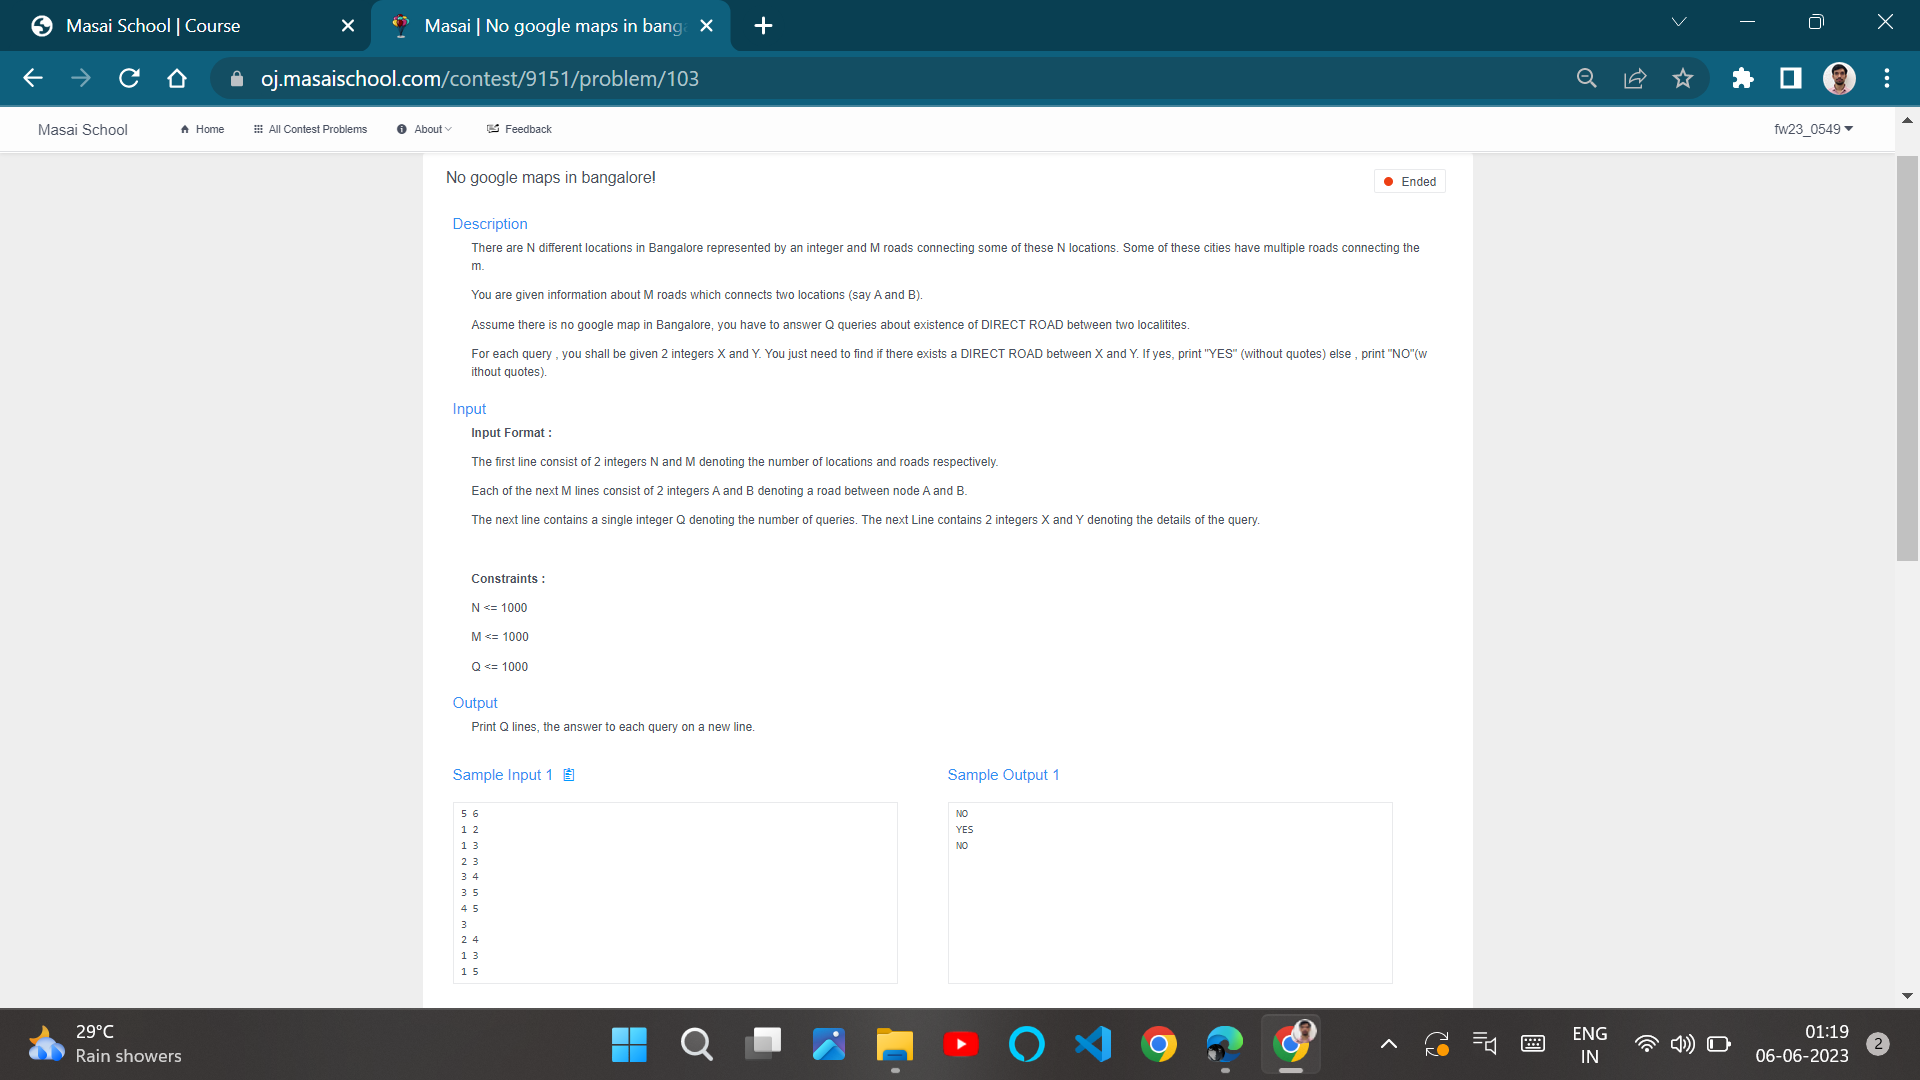 Masai School | Course
Masai | No google maps in bang
oj.masaischool.com/contest/9151/problem/103
Masai School
Home
All Contest Problems
About
Feedback
fw23_0549
No google maps in bangalore!
Ended
Description
There are N different locations in Bangalore represented by an integer and M roads connecting some of these N locations. Some of these cities have multiple roads connecting the
m.
You are given information about M roads which connects two locations (say A and B).
Assume there is no google map in Bangalore, you have to answer Q queries about existence of DIRECT ROAD between two localitites.
For each query , you shall be given 2 integers X and Y. You just need to find if there exists a DIRECT ROAD between X and Y. If yes, print "YES" (without quotes) else , print "NO"(w
ithout quotes).
Input
Input Format :
The first line consist of 2 integers N and M denoting the number of locations and roads respectively.
Each of the next M lines consist of 2 integers A and B denoting a road between node A and B.
The next line contains a single integer Q denoting the number of queries. The next Line contains 2 integers X and Y denoting the details of the query.
Constraints :
N <= 1000
M <= 1000
Q <= 1000
Output
Print Q lines, the answer to each query on a new line.
Sample Input 1
5 6
1 2
1 3
2 3
3 4
3 5
4 5
3
2 4
1 3
1 5
Sample Output 1
NO
YES
NO
29°C
Rain showers
ENG
IN
01:19
06-06-2023
2